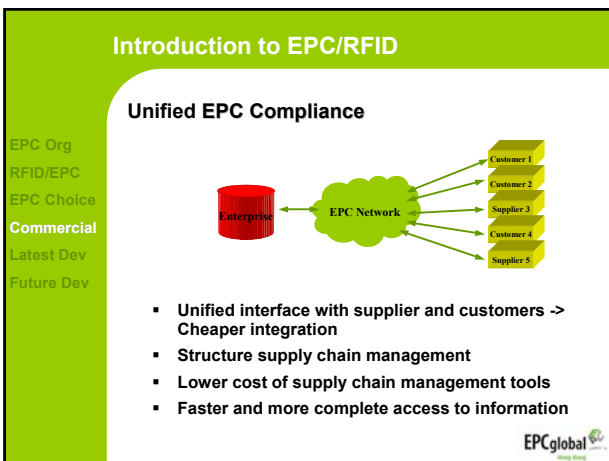 Introduction to EPC/RFID
Unified EPC Compliance
EPC Org
RFID/EPC
EPC Choice
Commercial
Latest Dev
Future Dev
Enterprise
EPC Network
Customer 1
Customer 2
Supplier 3
Customer 4
Supplier 5
▪ Unified interface with supplier and customers ->
Cheaper integration
▪ Structure supply chain management
▪ Lower cost of supply chain management tools
▪ Faster and more complete access to information
EPCglobal
Hong Kong